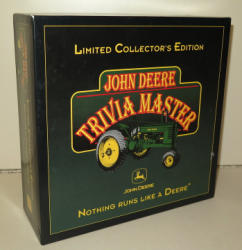 LIMITED COLLECTOR'S EDITION
JOHN DEERE
TRIVIA MASTER
JOHN DEERE
NOTHING RUNS LIKE A DEERE